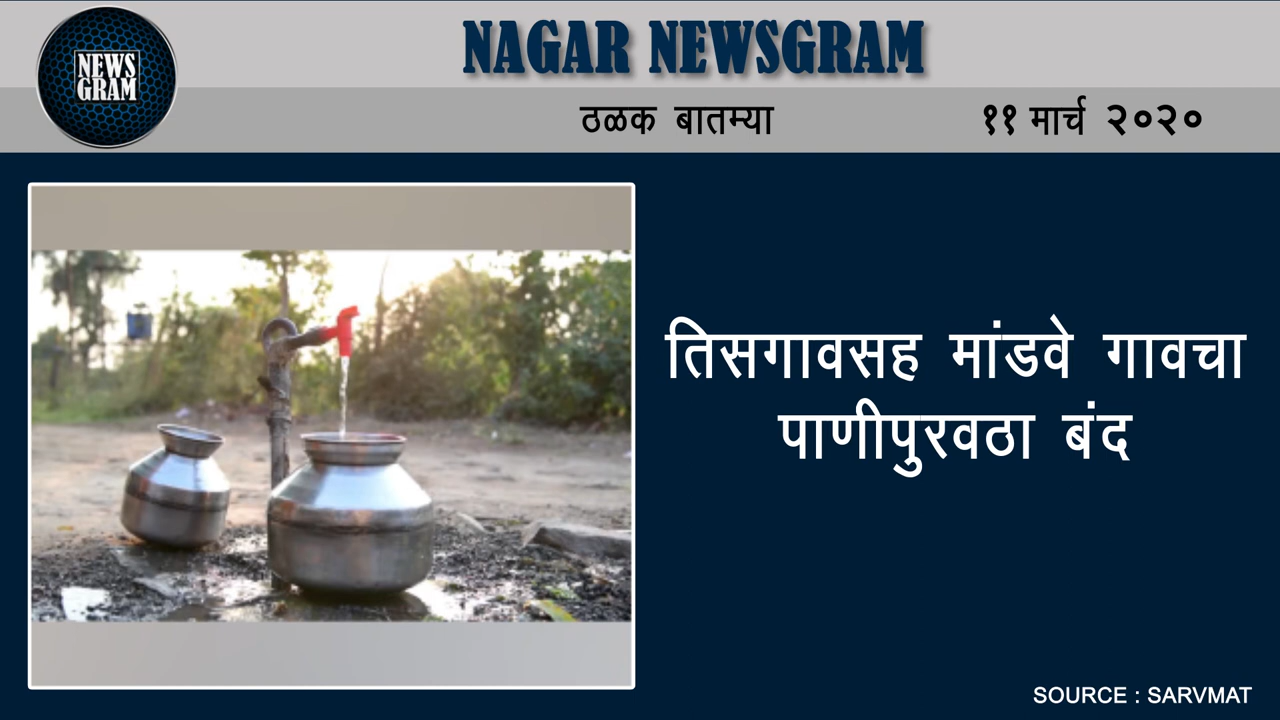 NEWS
GRAM
NAGAR NEWSGRAM
ठळक बातम्या
११ मार्च २०२०
तिसगावसह मांडवे गावचा
पाणीपुरवठा बंद
SOURCE : SARVMAT